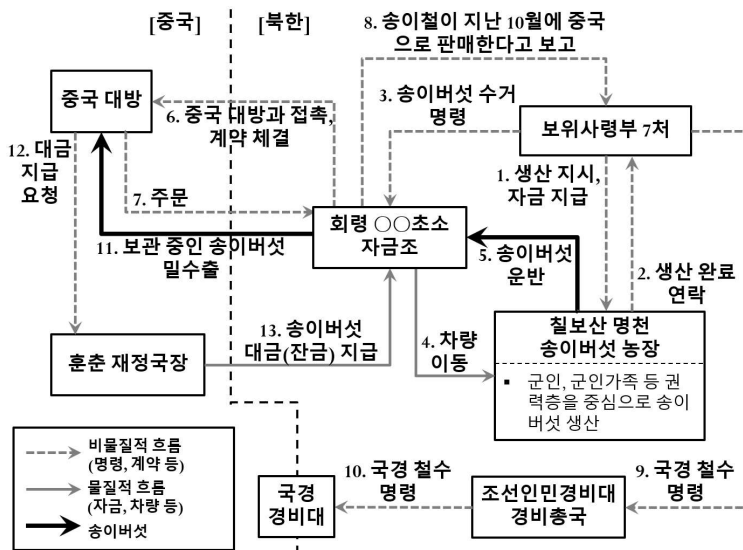 [중국]
[북한]
8. 송이철이 지난 10월에 중국
으로 판매한다고 보고
중국 대방
3. 송이버섯 수거
명령
6. 중국 대방과 접촉,
계약 체결
보위사령부 7처
12. 대금
지급
요청
1. 생산 지시,
자금 지급
7. 주문
회령 ○○초소
자금조
11. 보관 중인 송이버섯
밀수출
5. 송이버섯
운반
2. 생산 완료
연락
13. 송이버섯
대금(잔금) 지급
4. 차량
이동
칠보산 명천
송이버섯 농장
훈춘 재정국장
▪ 군인, 군인가족 등 권
력층을 중심으로 송이
버섯 생산
비물질적 흐름
(명령, 계약 등)
물질적 흐름
(자금, 차량 등)
송이버섯
국경
경비대
10. 국경 철수
명령
조선인민경비대
경비총국
9. 국경 철수
명령